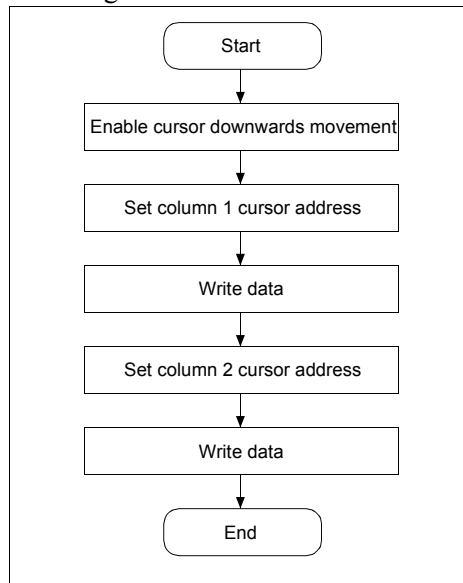 Start
Enable cursor downwards movement
Set column 1 cursor address
Write data
Set column 2 cursor address
Write data
End